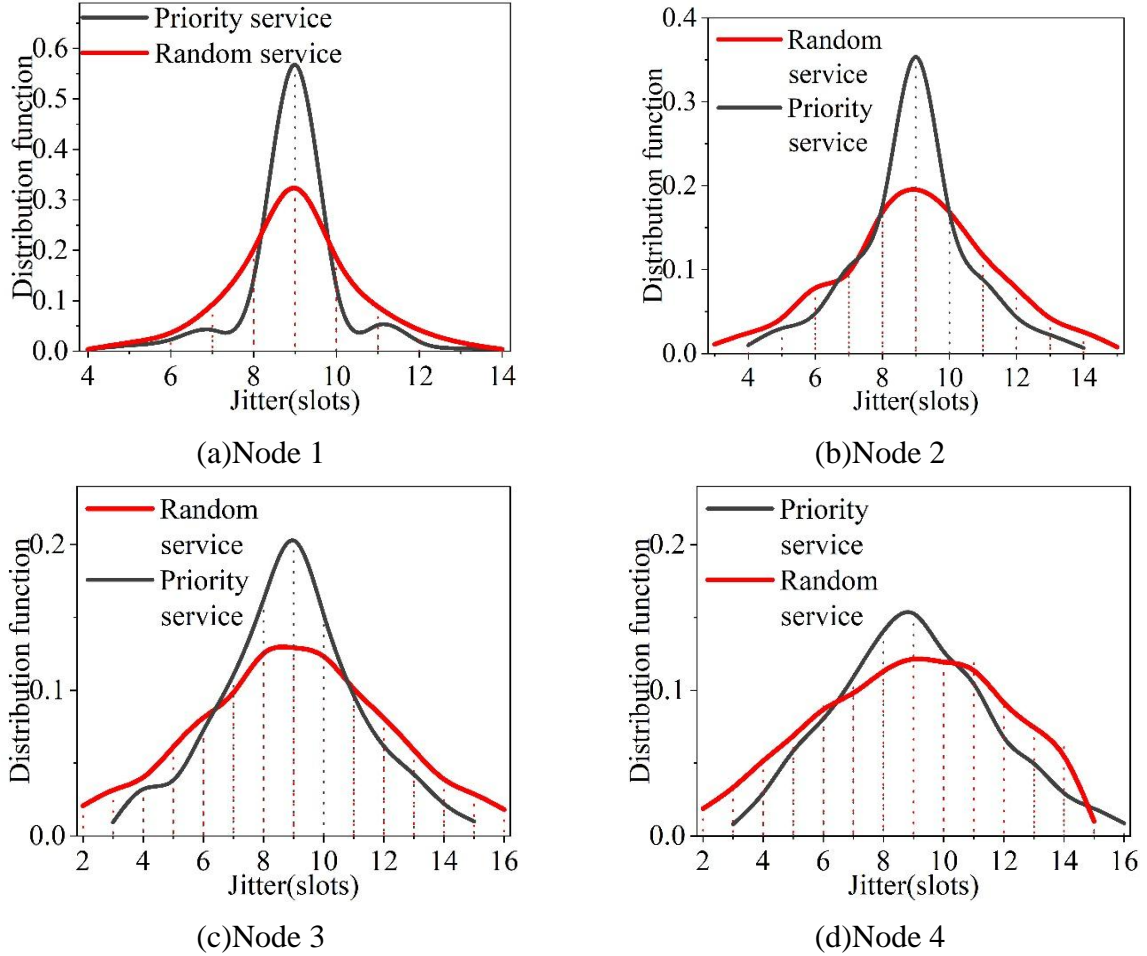 Priority service
Random service
Distribution function
0.6
0.5
0.4
0.3
0.2
0.1
0.0
4 6 8 10 12 14
Jitter(slots)
(a)Node 1
Random
service
Priority
service
Distribution function
0.4
0.3
0.2
0.1
0.0
4 6 8 10 12 14
Jitter(slots)
(b)Node 2
Random
service
Priority
service
Distribution function
0.2
0.1
0.0
2 4 6 8 10 12 14 16
Jitter(slots)
(c)Node 3
Priority
service
Random
service
Distribution function
0.2
0.1
0.0
2 4 6 8 10 12 14 16
Jitter(slots)
(d)Node 4